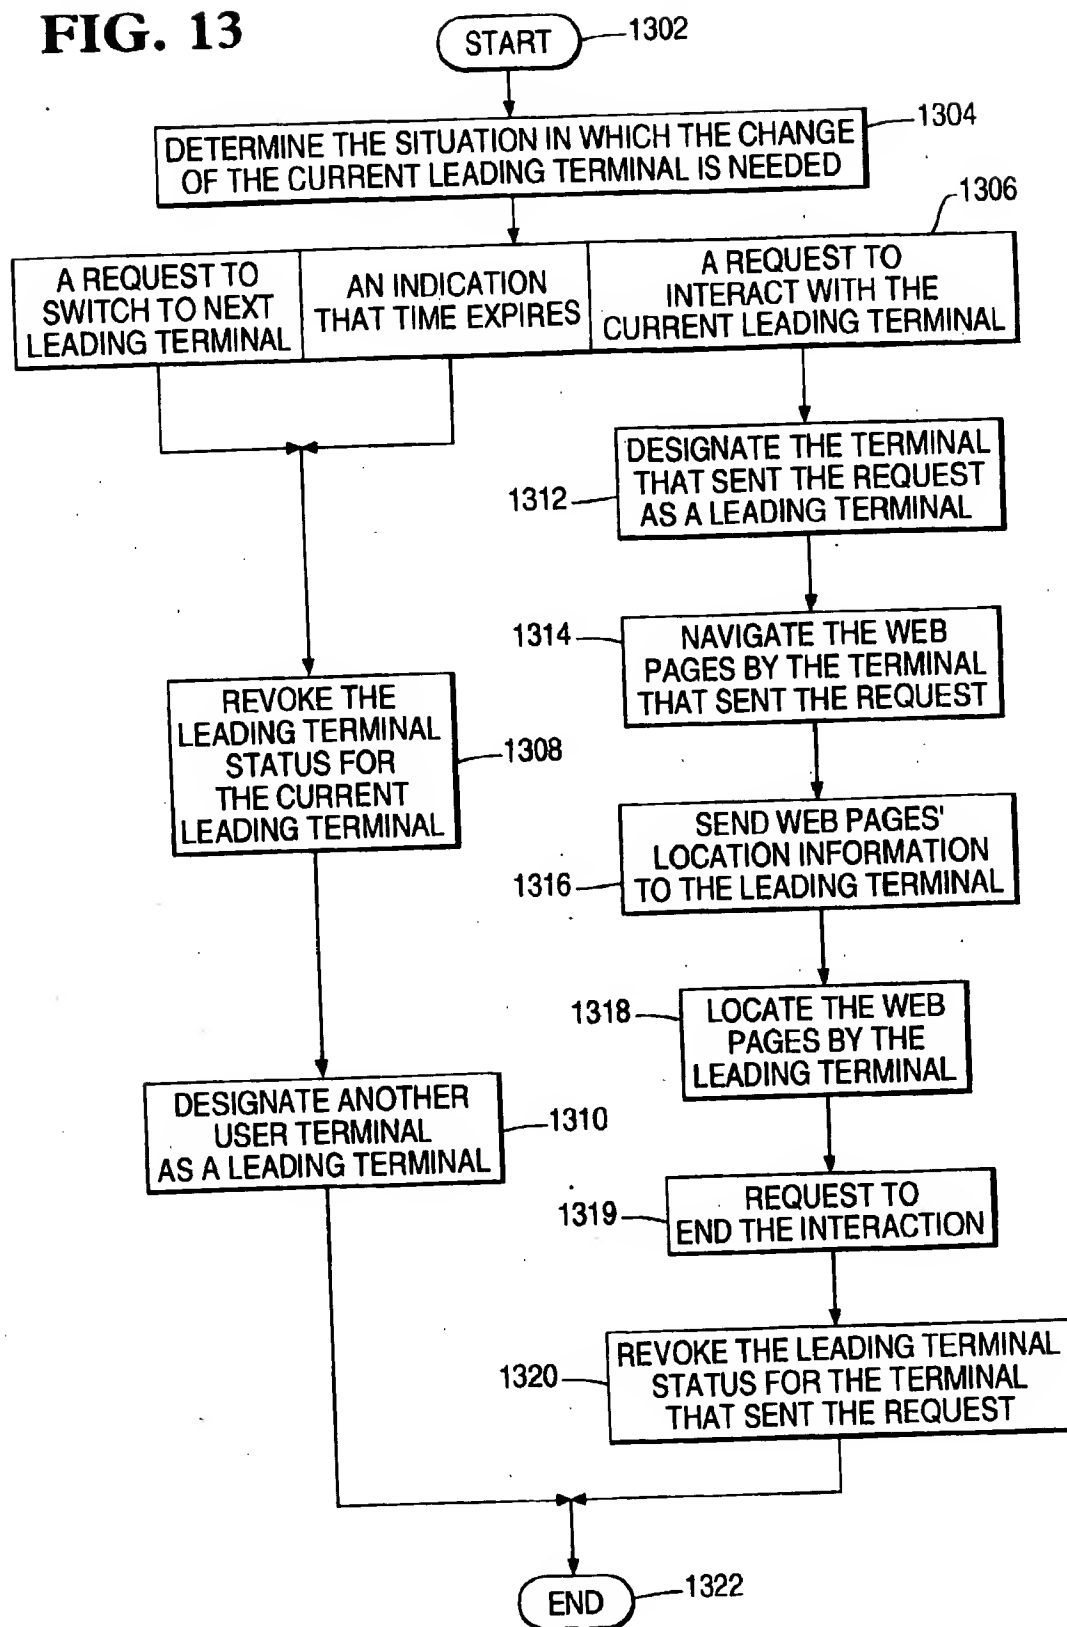 FIG. 13
START
1302
DETERMINE THE SITUATION IN WHICH THE CHANGE
OF THE CURRENT LEADING TERMINAL IS NEEDED
1304
1306
A REQUEST TO
SWITCH TO NEXT
LEADING TERMINAL
AN INDICATION
THAT TIME EXPIRES
A REQUEST TO
INTERACT WITH THE
CURRENT LEADING TERMINAL
DESIGNATE THE TERMINAL
THAT SENT THE REQUEST
AS A LEADING TERMINAL
1312
1314
NAVIGATE THE WEB
PAGES BY THE TERMINAL
THAT SENT THE REQUEST
REVOKE THE
LEADING TERMINAL
STATUS FOR
THE CURRENT
LEADING TERMINAL
1308
SEND WEB PAGES'
LOCATION INFORMATION
TO THE LEADING TERMINAL
1316
1318
LOCATE THE WEB
PAGES BY THE
LEADING TERMINAL
DESIGNATE ANOTHER
USER TERMINAL
AS A LEADING TERMINAL
1310
1319
REQUEST TO
END THE INTERACTION
1320
REVOKE THE LEADING TERMINAL
STATUS FOR THE TERMINAL
THAT SENT THE REQUEST
END
1322